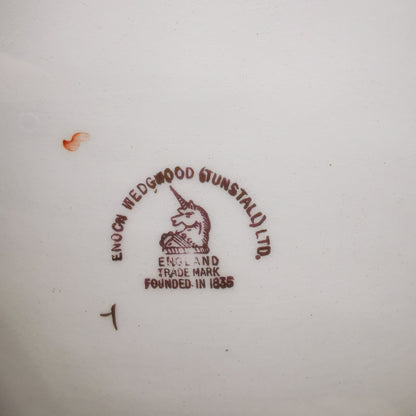 ENOCH WEDGWOOD (TUNSTALL) LTD.
ENGLAND
TRADE MARK
FOUNDED IN 1835